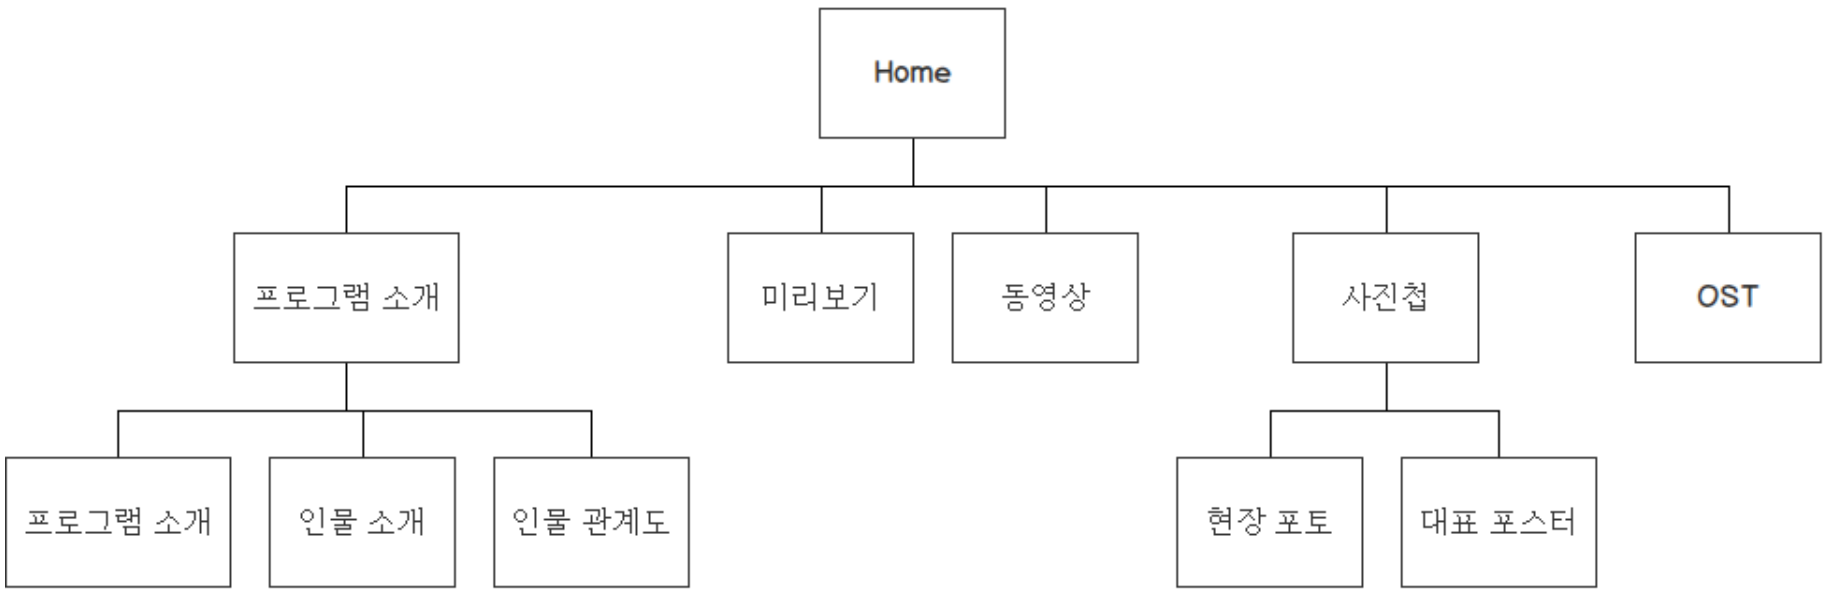 Home
프로그램 소개
미리보기
동영상
사진첩
OST
프로그램 소개
인물 소개
인물 관계도
현장 포토
대표 포스터